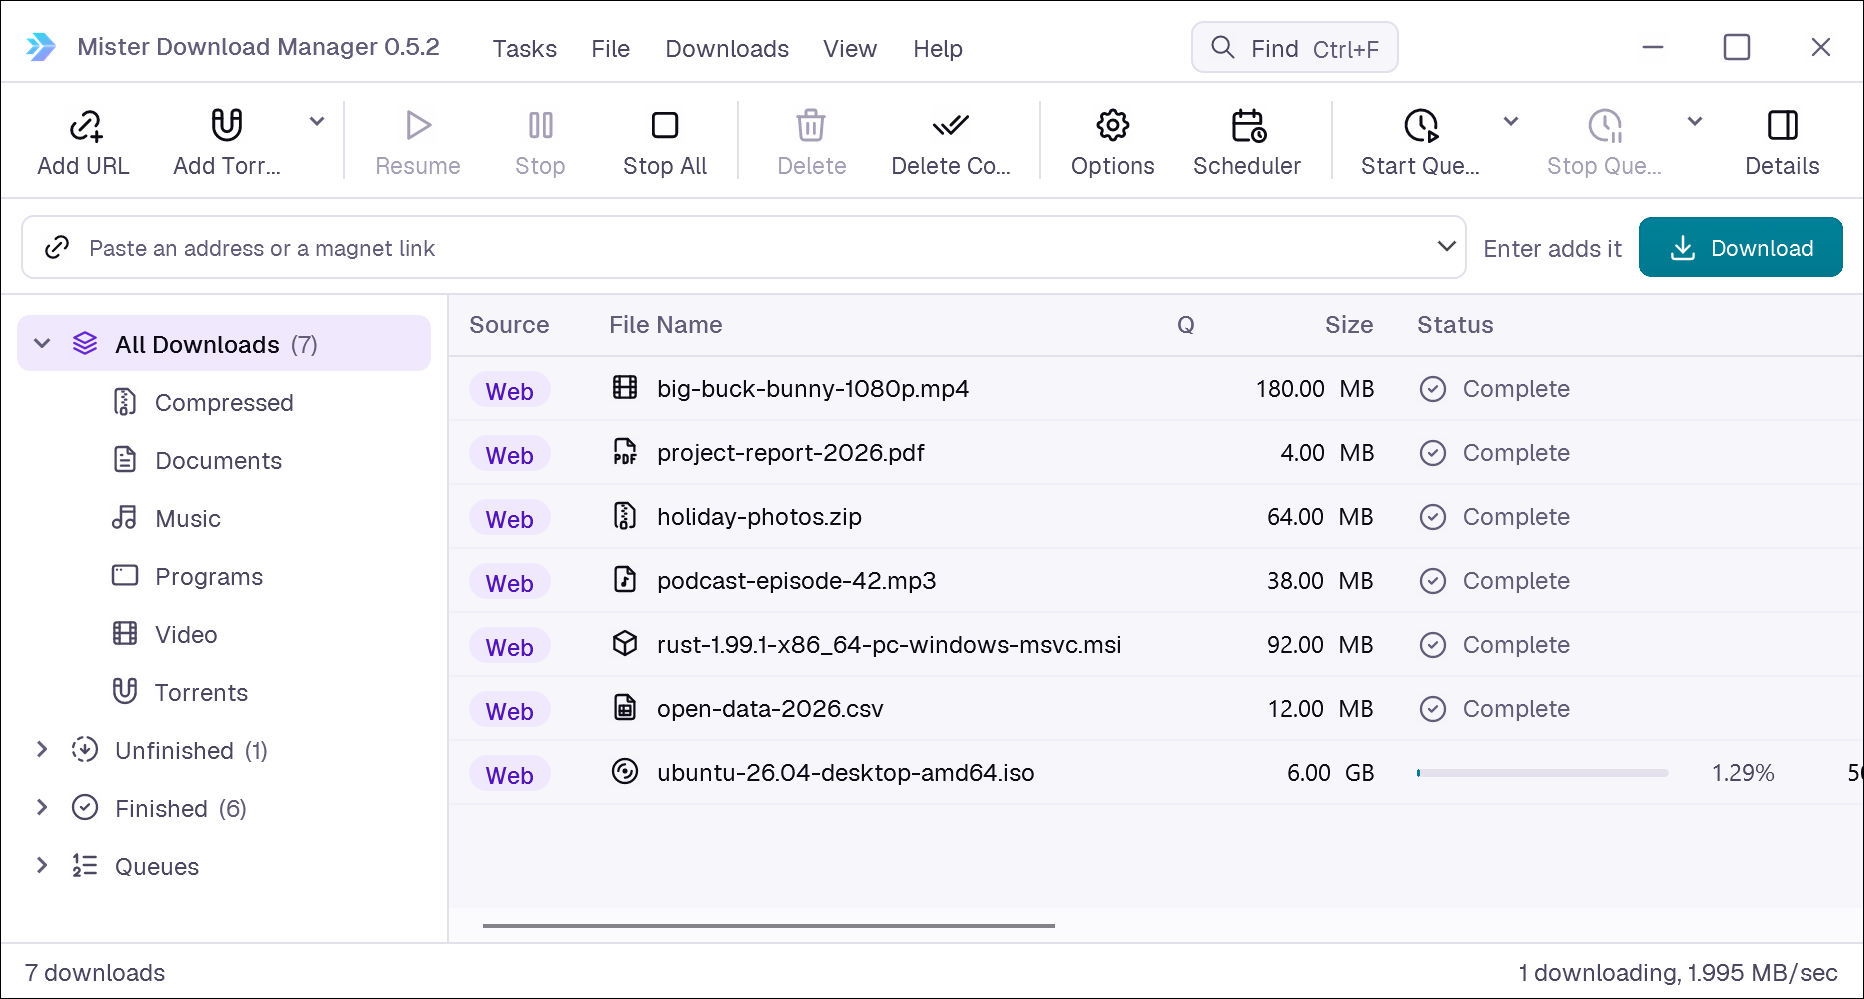 Mister Download Manager 0.5.2 Tasks File Downloads View Help Find Ctrl+F
Add URL Add Torr... Resume Stop Stop All Delete Delete Co... Options Scheduler Start Que... Stop Que... Details
Paste an address or a magnet link Enter adds it Download
All Downloads (7)
Compressed
Documents
Music
Programs
Video
Torrents
Unfinished (1)
Finished (6)
Queues
Source File Name Q Size Status
Web big-buck-bunny-1080p.mp4 180.00 MB Complete
Web project-report-2026.pdf 4.00 MB Complete
Web holiday-photos.zip 64.00 MB Complete
Web podcast-episode-42.mp3 38.00 MB Complete
Web rust-1.99.1-x86_64-pc-windows-msvc.msi 92.00 MB Complete
Web open-data-2026.csv 12.00 MB Complete
Web ubuntu-26.04-desktop-amd64.iso 6.00 GB 1.29%
7 downloads 1 downloading, 1.995 MB/sec